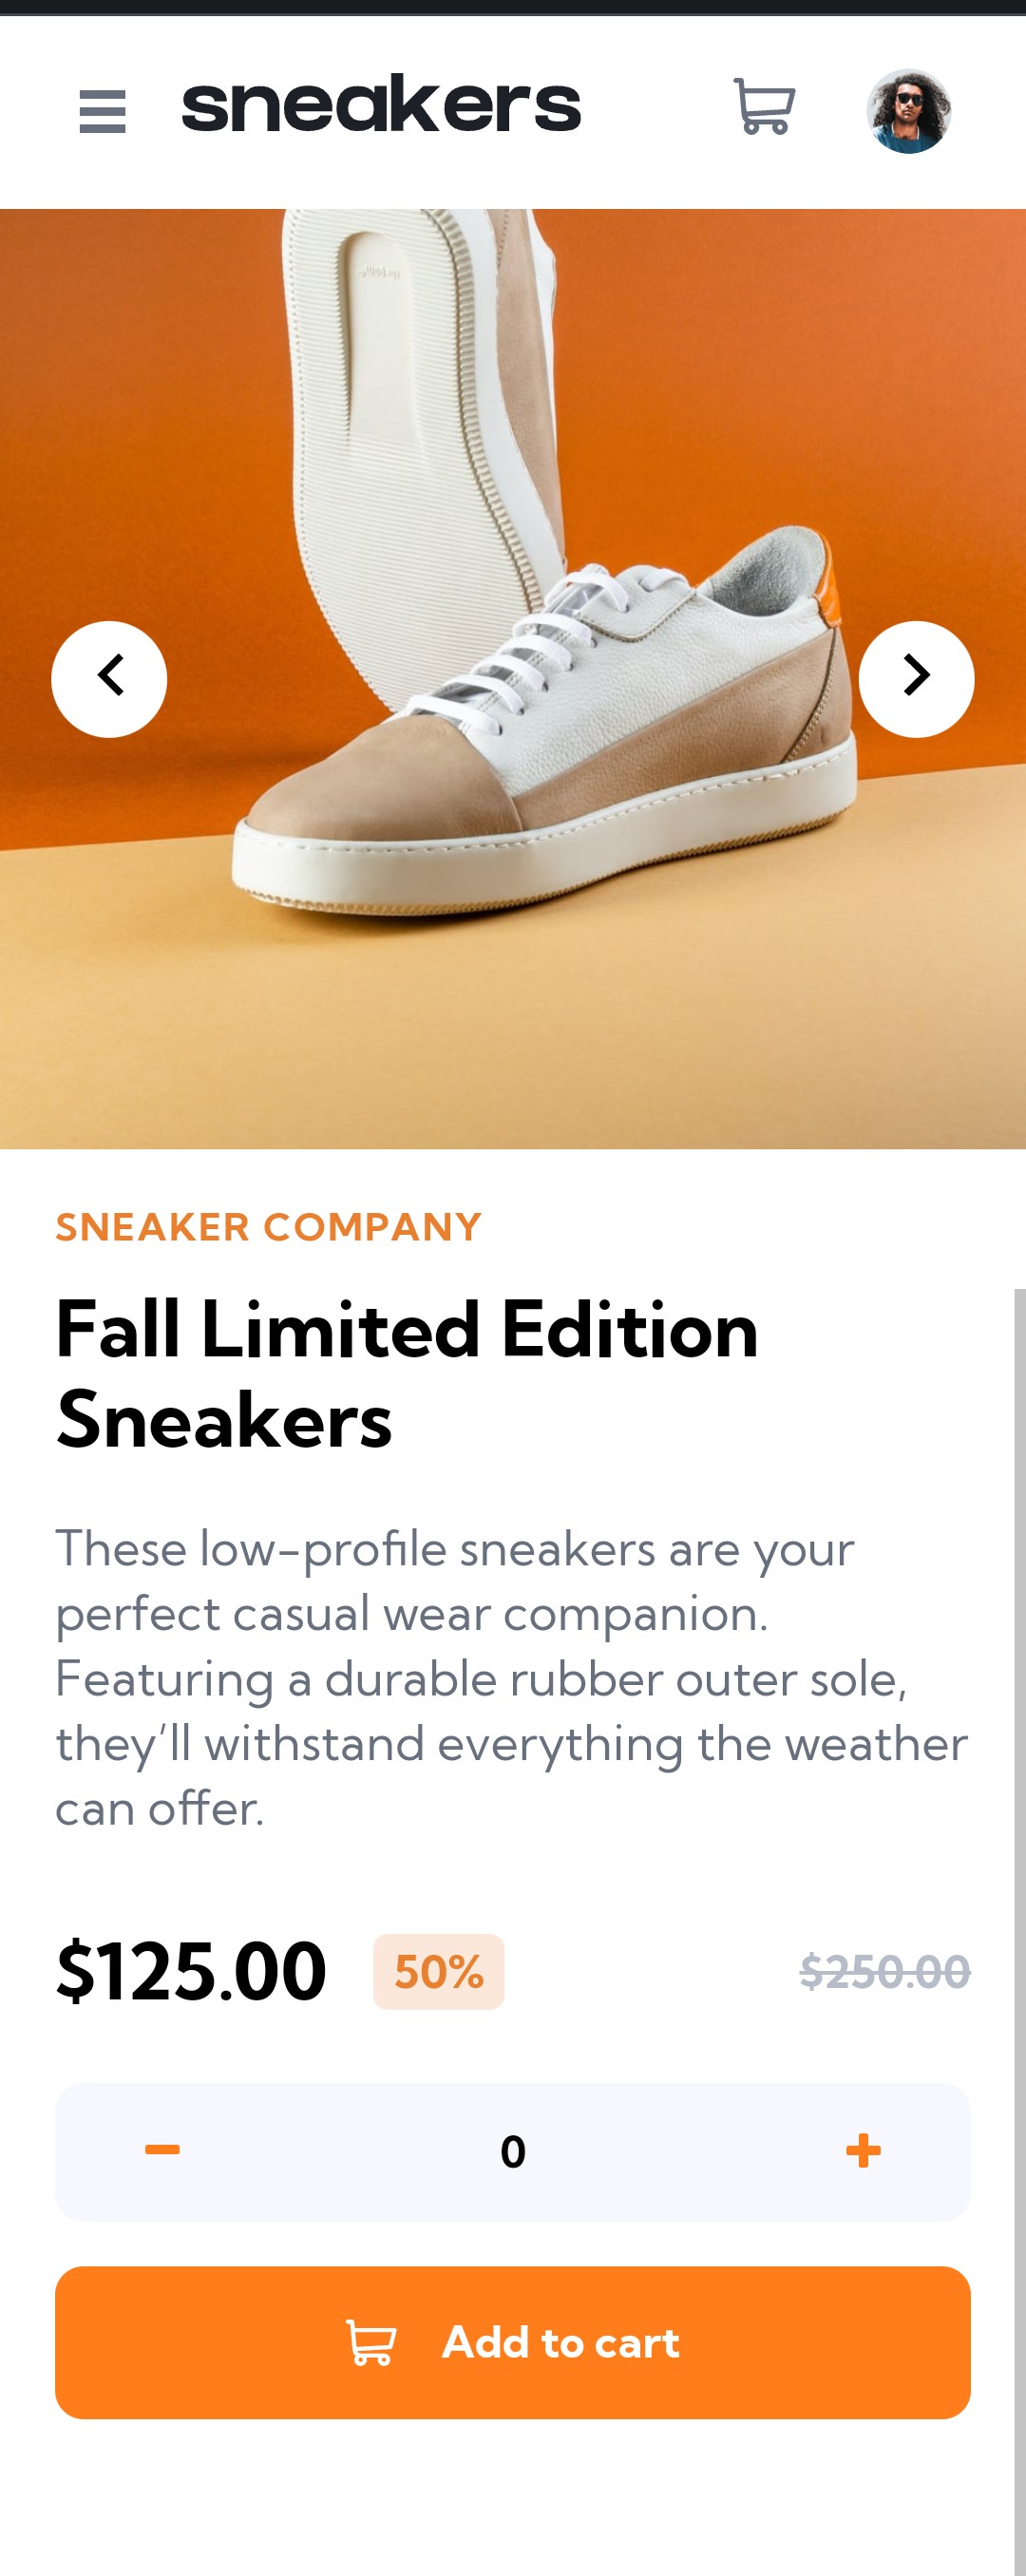 sneakers
SNEAKER COMPANY
Fall Limited Edition
Sneakers
These low-profile sneakers are your
perfect casual wear companion.
Featuring a durable rubber outer sole,
they’ll withstand everything the weather
can offer.
$125.00 50% $250.00
0
Add to cart